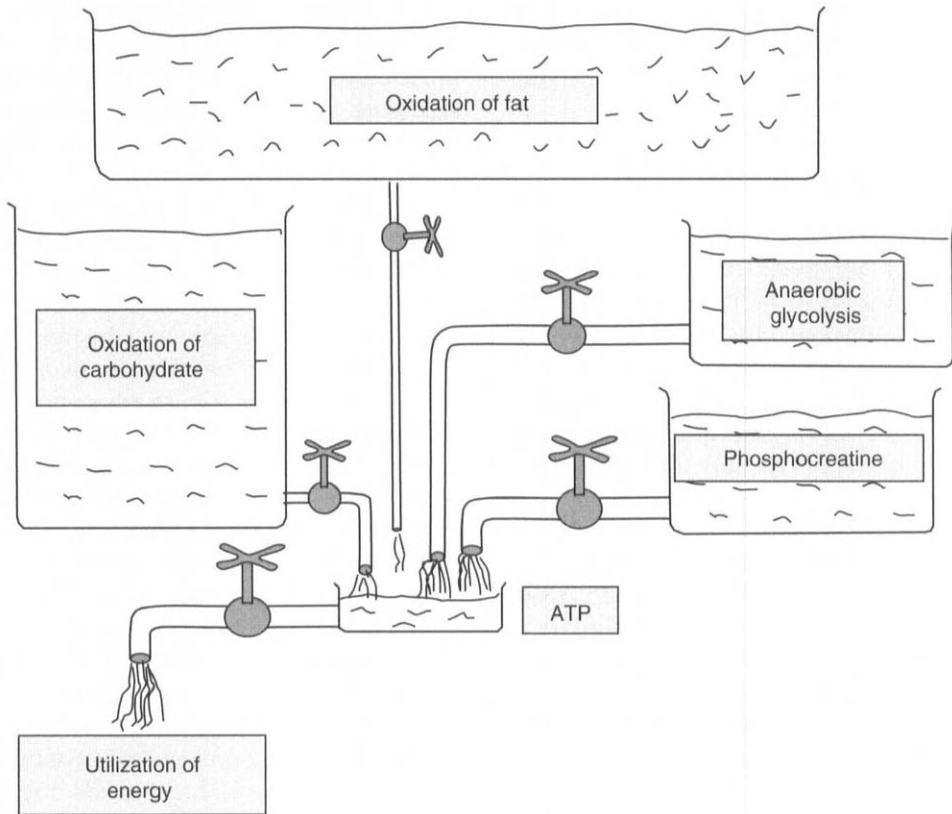 Oxidation of fat
Oxidation of
carbohydrate
Anaerobic
glycolysis
Phosphocreatine
ATP
Utilization of
energy